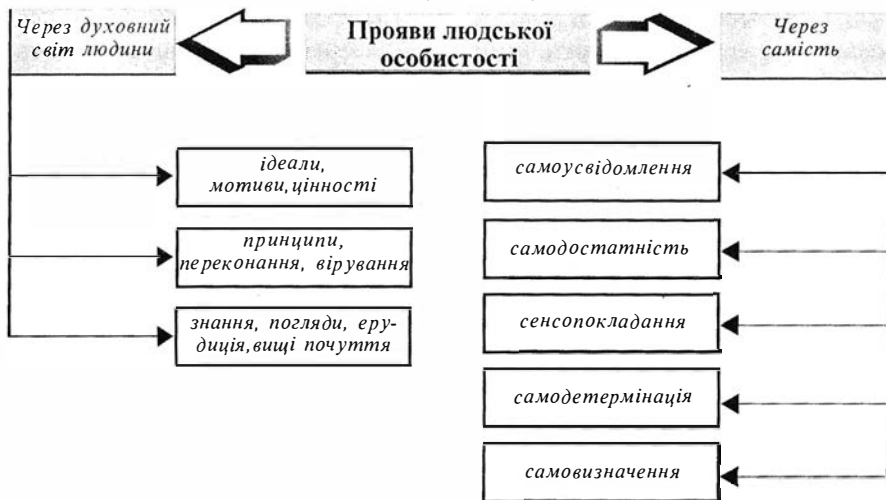 Через духовний
світ людини
Прояви людської
особистості
Через
самість
ідеали,
мотиви, цінності
принципи,
переконання, вірування
знання, погляди, еру-
диція, вищі почуття
самоусвідомлення
самодостатність
сенсопокладання
самодетермінація
самовизначення